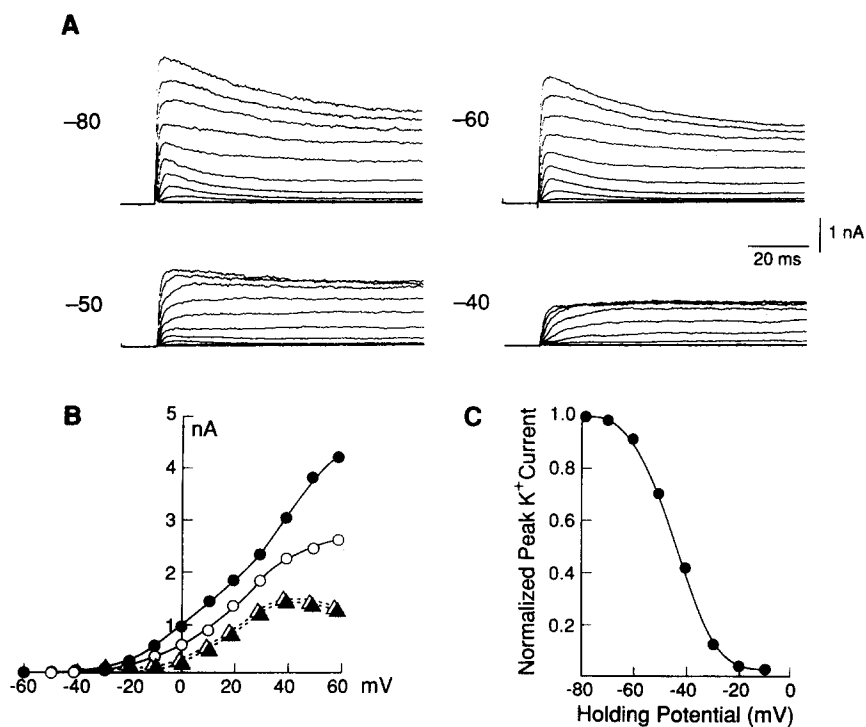 A
−80
−60
1 nA
20 ms
−50
−40
B
5
nA
4
3
2
1
-60
-40
-20
0
20
40
60
mV
C
Normalized Peak K+ Current
1.0
0.8
0.6
0.4
0.2
-80
-60
-40
-20
0
Holding Potential (mV)